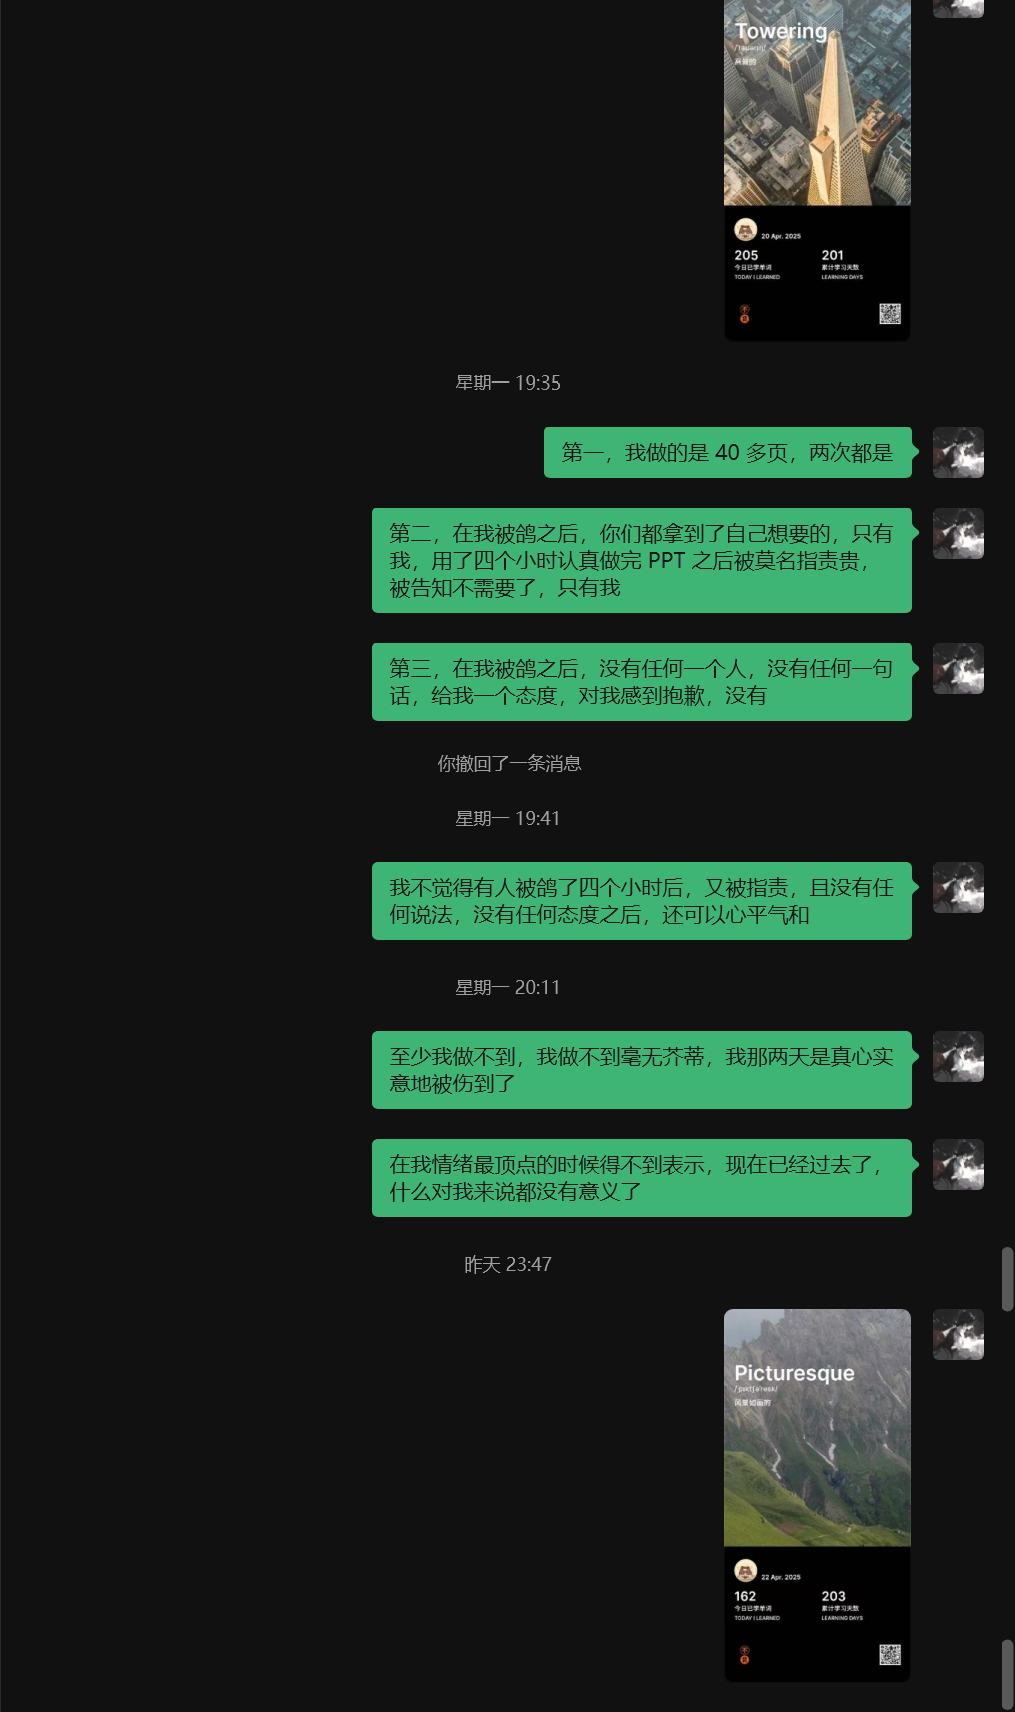 Towering
高耸的
20 Apr. 2025
205
201
今日已学单词
累计学习天数
TODAY I LEARNED
LEARNING DAYS
星期一 19:35
第一，我做的是 40 多页，两次都是
第二，在我被鸽之后，你们都拿到了自己想要的，只有
我，用了四个小时认真做完 PPT 之后被莫名指责贵，
被告知不需要了，只有我
第三，在我被鸽之后，没有任何一个人，没有任何一句
话，给我一个态度，对我感到抱歉，没有
你撤回了一条消息
星期一 19:41
我不觉得有人被鸽了四个小时后，又被指责，且没有任
何说法，没有任何态度之后，还可以心平气和
星期一 20:11
至少我做不到，我做不到毫无芥蒂，我那两天是真心实
意地被伤到了
在我情绪最顶点的时候得不到表示，现在已经过去了，
什么对我来说都没有意义了
昨天 23:47
Picturesque
风景如画的
22 Apr. 2025
162
203
今日已学单词
累计学习天数
TODAY I LEARNED
LEARNING DAYS